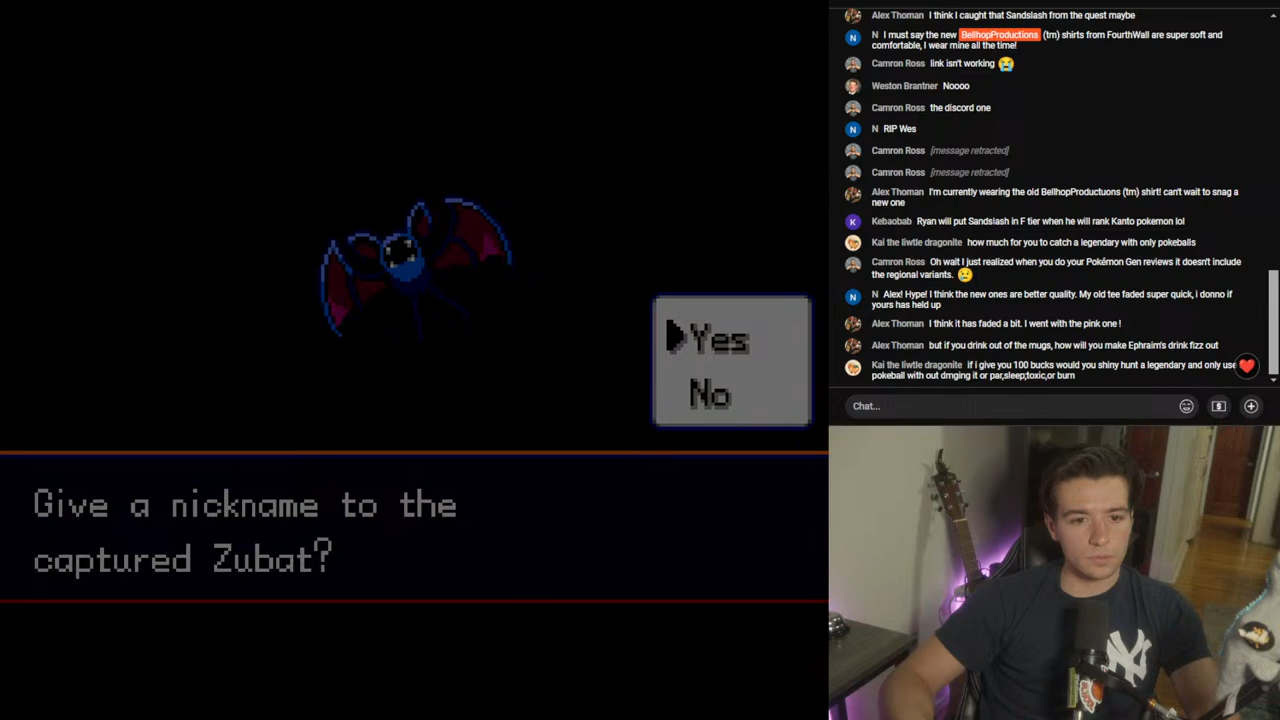 Yes
No
Give a nickname to the
captured Zubat?
Alex Thoman I think I caught that Sandslash from the quest maybe
N N I must say the new BellhopProductions (tm) shirts from FourthWall are super soft and
comfortable, I wear mine all the time!
Camron Ross link isn't working 😭
Weston Brantner Noooo
Camron Ross the discord one
N N RIP Wes
Camron Ross [message retracted]
Camron Ross [message retracted]
Alex Thoman I'm currently wearing the old BellhopProductuons (tm) shirt! can't wait to snag a
new one
K Kebaobab Ryan will put Sandslash in F tier when he will rank Kanto pokemon lol
Kai the liwtle dragonite how much for you to catch a legendary with only pokeballs
Camron Ross Oh wait I just realized when you do your Pokémon Gen reviews it doesn't include
the regional variants. 😢
N N Alex! Hype! I think the new ones are better quality. My old tee faded super quick, i donno if
yours has held up
Alex Thoman I think it has faded a bit. I went with the pink one !
Alex Thoman but if you drink out of the mugs, how will you make Ephraim's drink fizz out
Kai the liwtle dragonite if i give you 100 bucks would you shiny hunt a legendary and only use
pokeball with out dmging it or par,sleep,toxic,or burn
Chat...